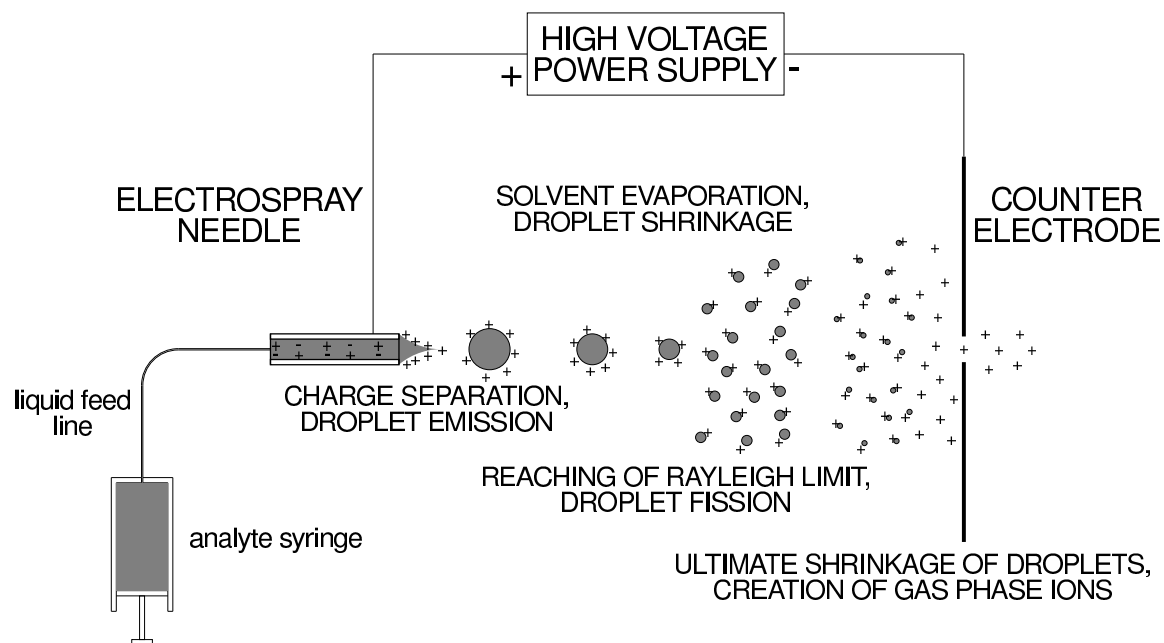 HIGH VOLTAGE
POWER SUPPLY
+
-
ELECTROSPRAY
NEEDLE
SOLVENT EVAPORATION,
DROPLET SHRINKAGE
COUNTER
ELECTRODE
CHARGE SEPARATION,
DROPLET EMISSION
liquid feed
line
REACHING OF RAYLEIGH LIMIT,
DROPLET FISSION
analyte syringe
ULTIMATE SHRINKAGE OF DROPLETS,
CREATION OF GAS PHASE IONS